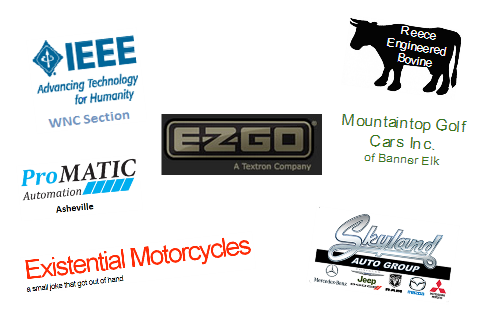 IEEE
Advancing Technology
for Humanity
WNC Section
Reece
Engineered
Bovine
EZGO
A Textron Company
Mountaintop Golf
Cars Inc.
of Banner Elk
ProMATIC
Automation
Asheville
Existential Motorcycles
a small joke that got out of hand
Skyland
AUTO GROUP
Mercedes-Benz
Jeep
RAM
mazda